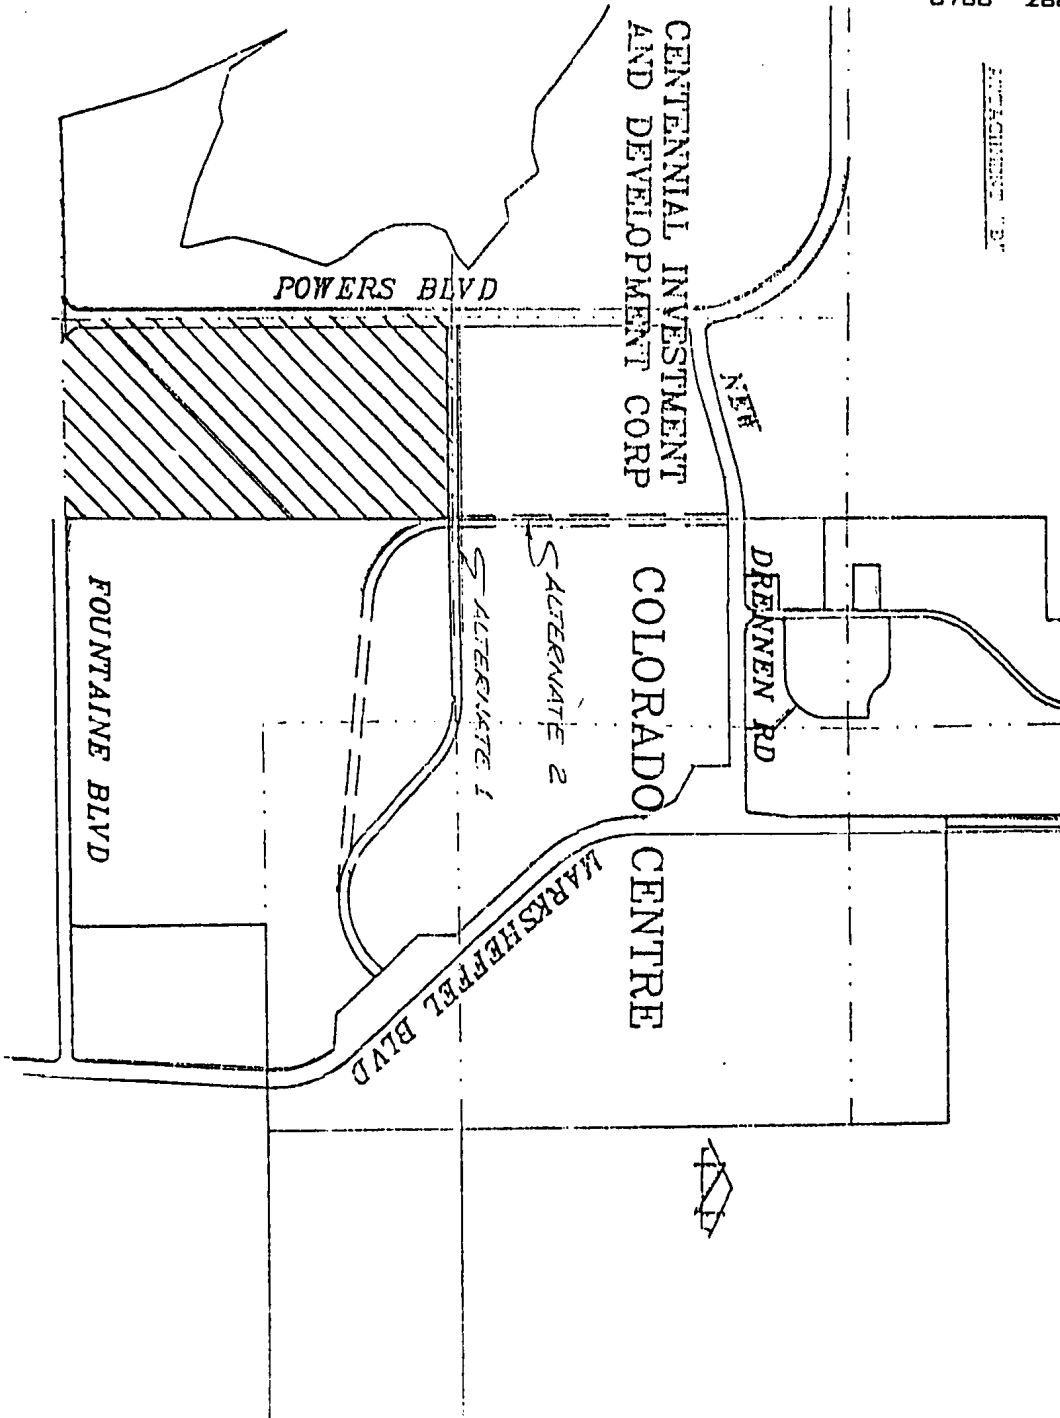 CENTENNIAL INVESTMENT
AND DEVELOPMENT CORP
POWERS BLVD
NEW
DRENNEN RD
COLORADO CENTRE
ALTERNATE 2
ALTERNATE 1
FOUNTAINE BLVD
MARKSHEFFEL BLVD